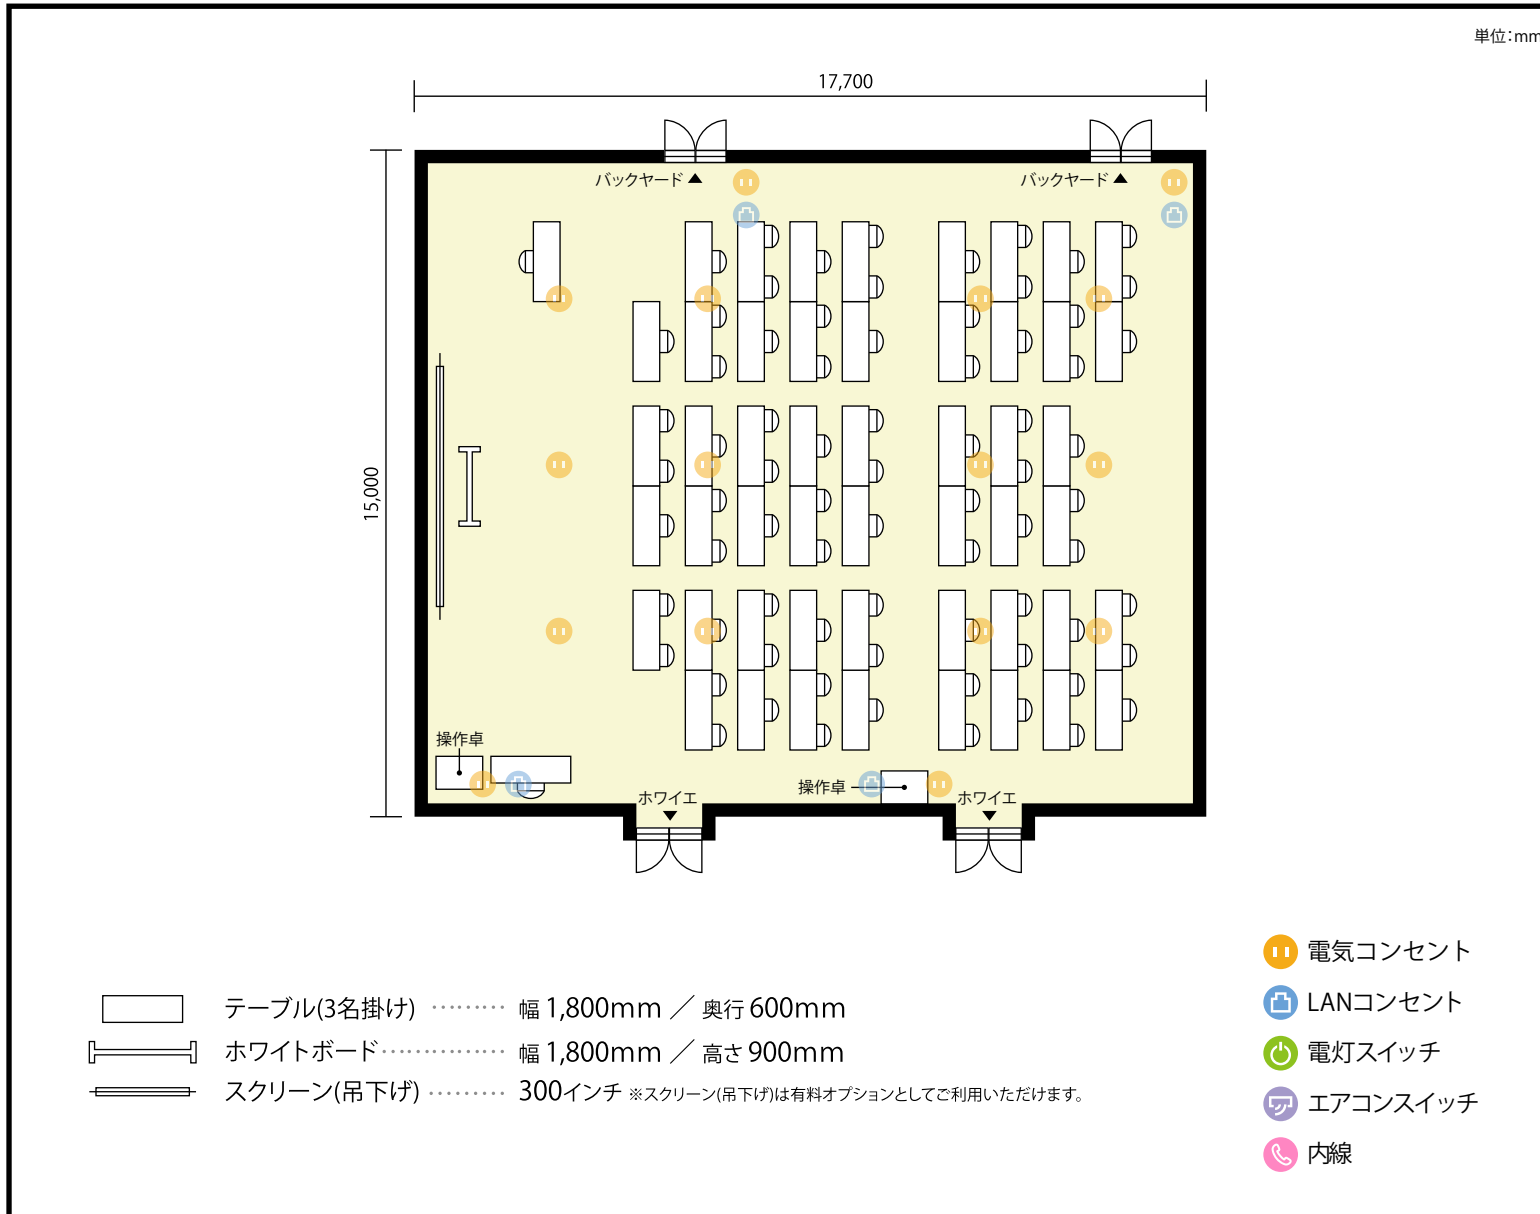 単位：mm
17,700
バックヤード▲
バックヤード▲
15,000
操作卓
操作卓
ホワイエ
▼
ホワイエ
▼
テーブル(3名掛け) ········· 幅 1,800mm ／ 奥行 600mm
ホワイトボード ··············· 幅 1,800mm ／ 高さ 900mm
スクリーン(吊下げ) ········· 300インチ ※スクリーン(吊下げ)は有料オプションとしてご利用いただけます。
電気コンセント
LANコンセント
電灯スイッチ
エアコンスイッチ
内線